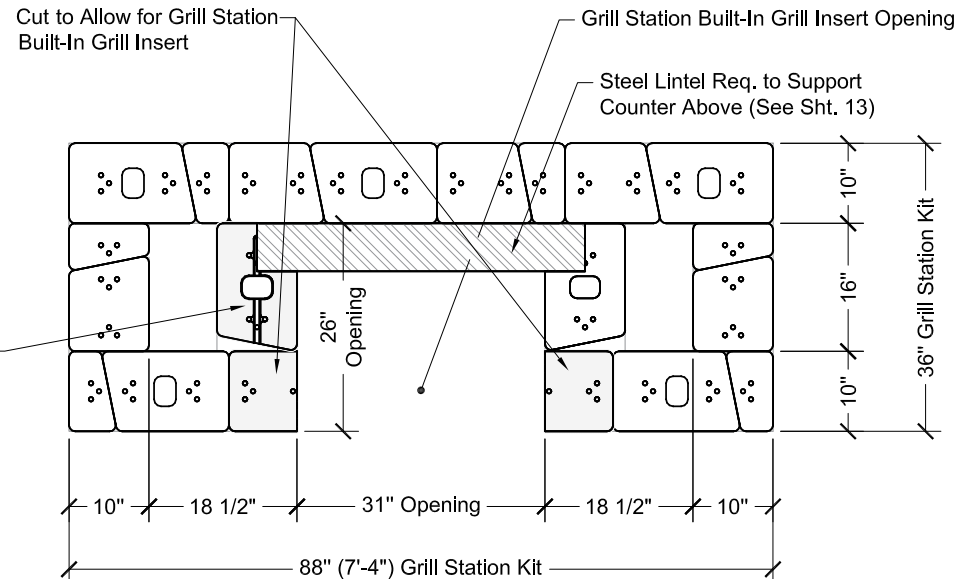 Cut to Allow for Grill Station
Built-In Grill Insert
Grill Station Built-In Grill Insert Opening
Steel Lintel Req. to Support
Counter Above (See Sht. 13)
26"
Opening
10"
16"
10"
36" Grill Station Kit
10"
18 1/2"
31" Opening
18 1/2"
10"
88" (7'-4") Grill Station Kit